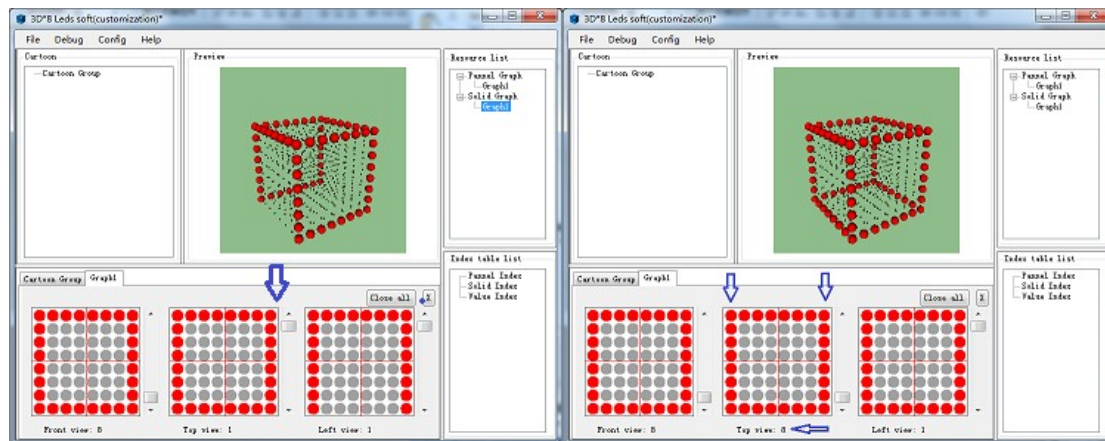 3D*8 Leds soft(customization)*
File Debug Config Help
Cartoon
Cartoon Group
Preview
Resource list
Pannel Graph
Graph1
Solid Graph
Graph1
Index table list
Pannel Index
Solid Index
Value Index
Cartoon Group Graph1
Close all X
Front view: 8 Top view: 1 Left view: 1
3D*8 Leds soft(customization)*
File Debug Config Help
Cartoon
Cartoon Group
Preview
Resource list
Pannel Graph
Graph1
Solid Graph
Graph1
Index table list
Pannel Index
Solid Index
Value Index
Cartoon Group Graph1
Close all X
Front view: 8 Top view: 8 Left view: 1